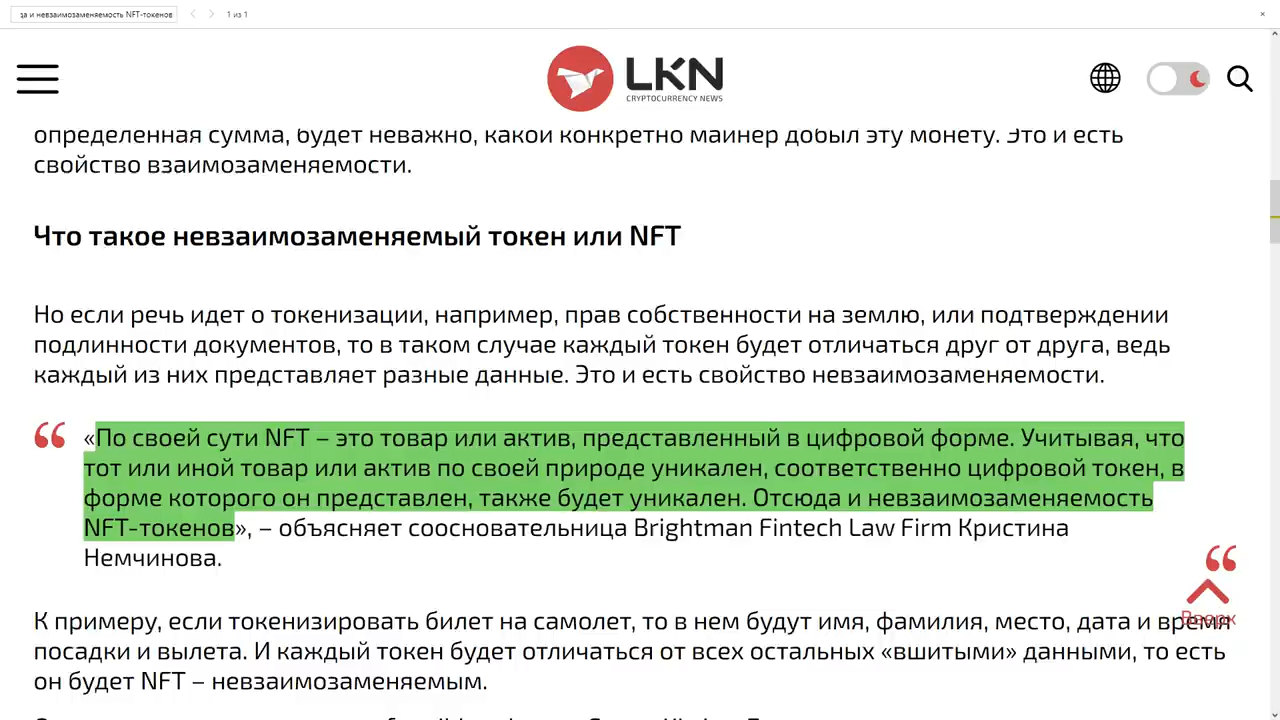 за и невзаимозаменяемость NFT-токенов
1 из 1
LKN
CRYPTOCURRENCY NEWS
определенная сумма, будет неважно, какой конкретно майнер добыл эту монету. Это и есть
свойство взаимозаменяемости.
Что такое невзаимозаменяемый токен или NFT
Но если речь идет о токенизации, например, прав собственности на землю, или подтверждении
подлинности документов, то в таком случае каждый токен будет отличаться друг от друга, ведь
каждый из них представляет разные данные. Это и есть свойство невзаимозаменяемости.
«По своей сути NFT – это товар или актив, представленный в цифровой форме. Учитывая, что
тот или иной товар или актив по своей природе уникален, соответственно цифровой токен, в
форме которого он представлен, также будет уникален. Отсюда и невзаимозаменяемость
NFT-токенов», – объясняет соосновательница Brightman Fintech Law Firm Кристина
Немчинова.
Вверх
К примеру, если токенизировать билет на самолет, то в нем будут имя, фамилия, место, дата и время
посадки и вылета. И каждый токен будет отличаться от всех остальных «вшитыми» данными, то есть
он будет NFT – невзаимозаменяемым.